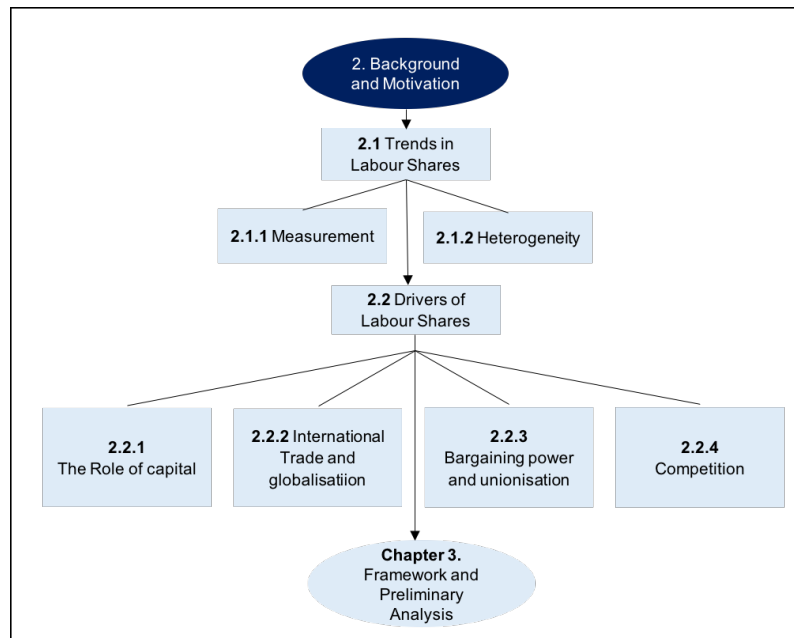 2. Background
and Motivation
2.1 Trends in
Labour Shares
2.1.1 Measurement
2.1.2 Heterogeneity
2.2 Drivers of
Labour Shares
2.2.1
The Role of capital
2.2.2 International
Trade and
globalisatiion
2.2.3
Bargaining power
and unionisation
2.2.4
Competition
Chapter 3.
Framework and
Preliminary
Analysis